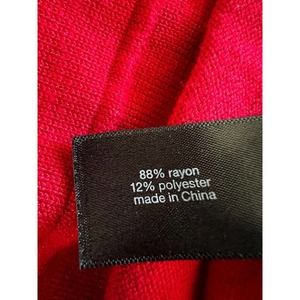 88% rayon
12% polyester
made in China